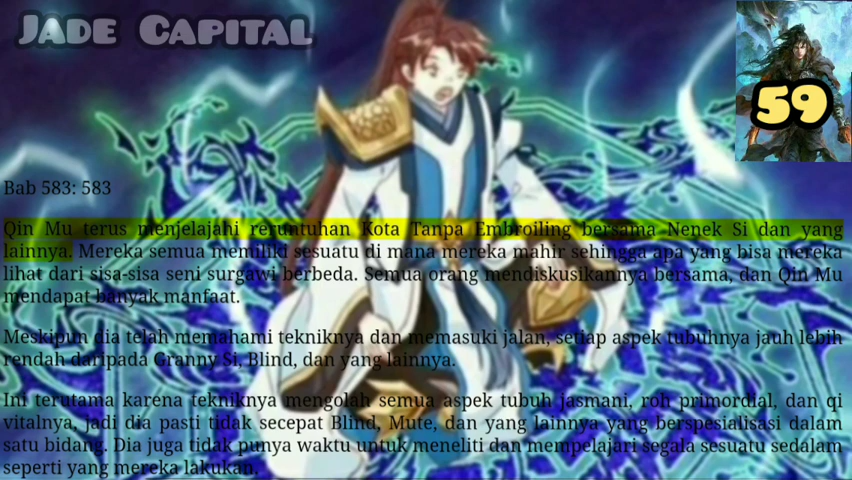 JADE CAPITAL
59
Bab 583: 583
Qin Mu terus menjelajahi reruntuhan Kota Tanpa Embroiling bersama Nenek Si dan yang
lainnya. Mereka semua memiliki sesuatu di mana mereka mahir sehingga apa yang bisa mereka
lihat dari sisa-sisa seni surgawi berbeda. Semua orang mendiskusikannya bersama, dan Qin Mu
mendapat banyak manfaat.
Meskipun dia telah memahami tekniknya dan memasuki jalan, setiap aspek tubuhnya jauh lebih
rendah daripada Granny Si, Blind, dan yang lainnya.
Ini terutama karena tekniknya mengolah semua aspek tubuh jasmani, roh primordial, dan qi
vitalnya, jadi dia pasti tidak secepat Blind, Mute, dan yang lainnya yang berspesialisasi dalam
satu bidang. Dia juga tidak punya waktu untuk meneliti dan mempelajari segala sesuatu sedalam
seperti yang mereka lakukan.